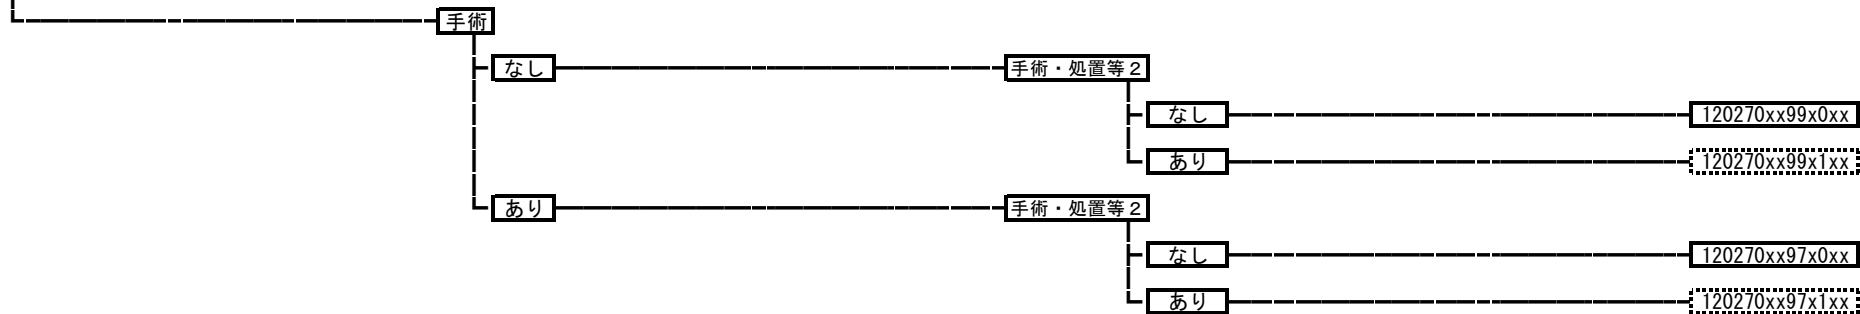 手術
なし 手術・処置等２
なし 120270xx99x0xx
あり 120270xx99x1xx
あり 手術・処置等２
なし 120270xx97x0xx
あり 120270xx97x1xx